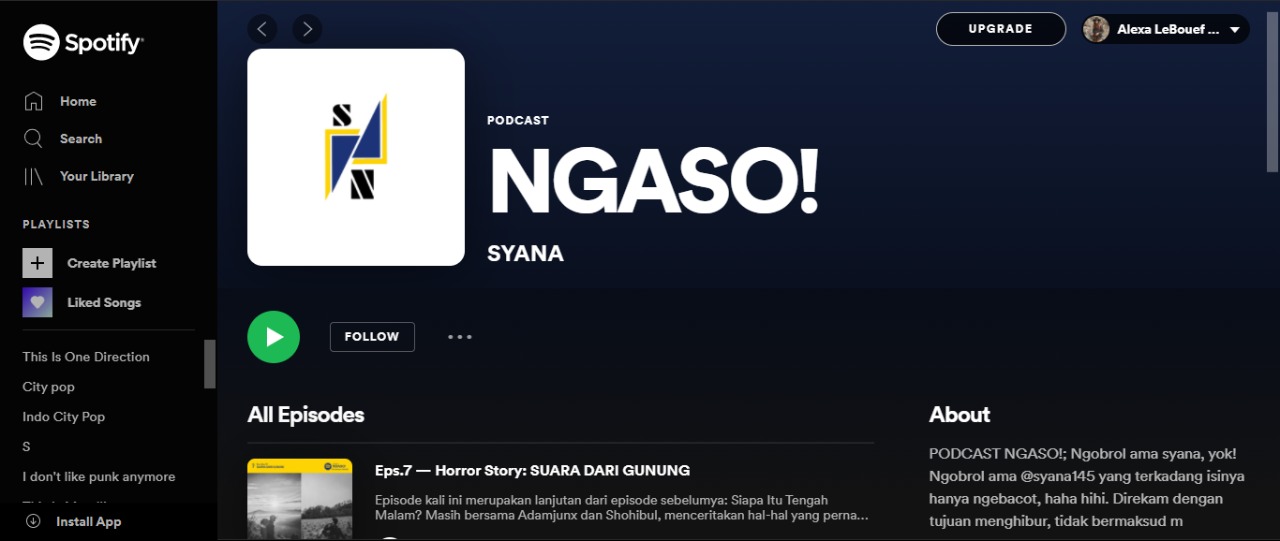 Spotify
UPGRADE
Alexa LeBouef ...
Home
Search
Your Library
PLAYLISTS
Create Playlist
Liked Songs
This Is One Direction
City pop
Indo City Pop
S
I don't like punk anymore
Install App
S
N
PODCAST
NGASO!
SYANA
FOLLOW
All Episodes
Eps.7 — Horror Story: SUARA DARI GUNUNG
Episode kali ini merupakan lanjutan dari episode sebelumya: Siapa Itu Tengah
Malam? Masih bersama Adamjunx dan Shohibul, menceritakan hal-hal yang perna...
About
PODCAST NGASO!; Ngobrol ama syana, yok!
Ngobrol ama @syana145 yang terkadang isinya
hanya ngebacot, haha hihi. Direkam dengan
tujuan menghibur, tidak bermaksud m